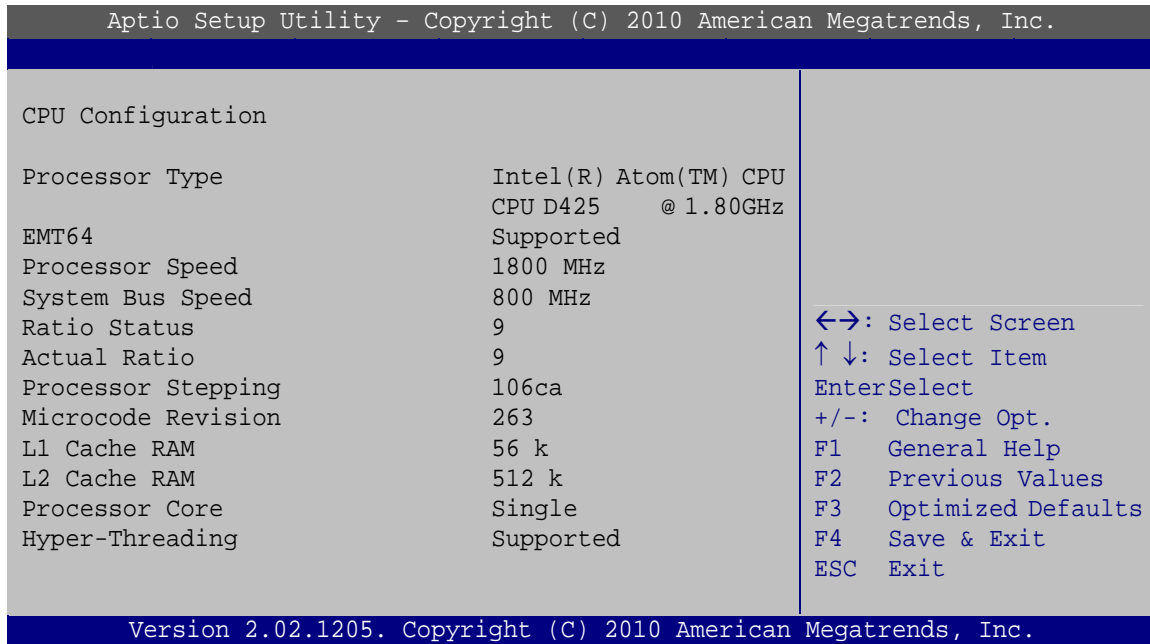 Aptio Setup Utility – Copyright (C) 2010 American Megatrends, Inc.
CPU Configuration
Processor Type Intel(R) Atom(TM) CPU
CPU D425 @ 1.80GHz
EMT64 Supported
Processor Speed 1800 MHz
System Bus Speed 800 MHz
Ratio Status 9
Actual Ratio 9
Processor Stepping 106ca
Microcode Revision 263
L1 Cache RAM 56 k
L2 Cache RAM 512 k
Processor Core Single
Hyper-Threading Supported
←→: Select Screen
↑ ↓: Select Item
EnterSelect
+/-: Change Opt.
F1 General Help
F2 Previous Values
F3 Optimized Defaults
F4 Save & Exit
ESC Exit
Version 2.02.1205. Copyright (C) 2010 American Megatrends, Inc.